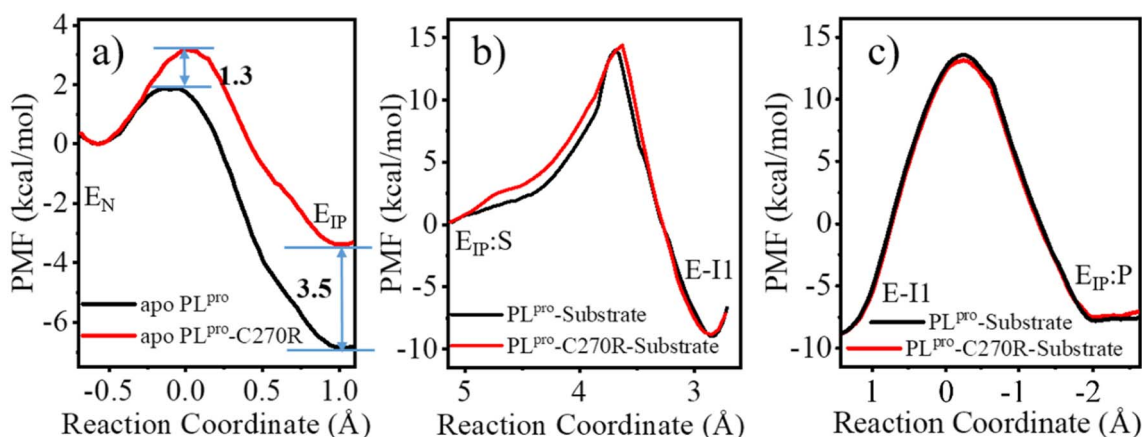 a)
PMF (kcal/mol)
4
2
0
-2
-4
-6
1.3
3.5
E_N
E_IP
apo PL^pro
apo PL^pro-C270R
-0.5 0.0 0.5 1.0
Reaction Coordinate (Å)
b)
PMF (kcal/mol)
15
10
5
0
-5
-10
E_IP:S
E-I1
PL^pro-Substrate
PL^pro-C270R-Substrate
5 4 3
Reaction Coordinate (Å)
c)
PMF (kcal/mol)
15
10
5
0
-5
-10
E-I1
E_IP:P
PL^pro-Substrate
PL^pro-C270R-Substrate
1 0 -1 -2
Reaction Coordinate (Å)